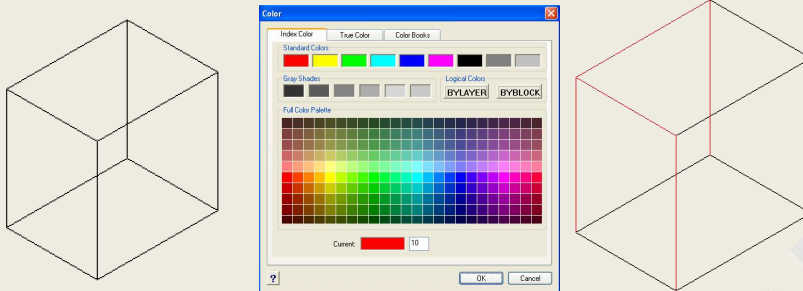 Color
Index Color True Color Color Books
Standard Colors
Gray Shades Logical Colors
BYLAYER BYBLOCK
Full Color Palette
Current: 10
? OK Cancel